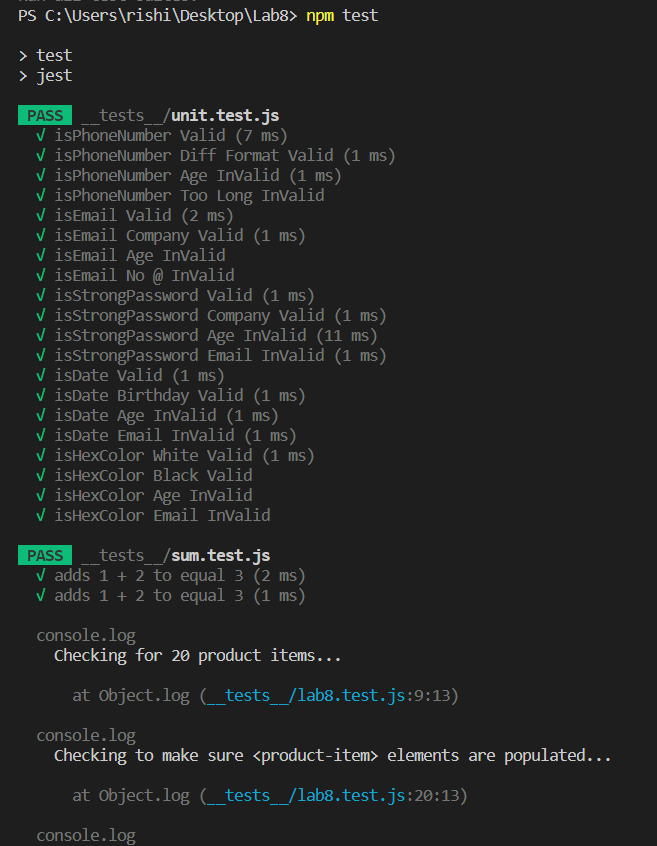 PS C:\Users\rishi\Desktop\Lab8> npm test
> test
> jest
PASS __tests__/unit.test.js
√ isPhoneNumber Valid (7 ms)
√ isPhoneNumber Diff Format Valid (1 ms)
√ isPhoneNumber Age InValid (1 ms)
√ isPhoneNumber Too Long InValid
√ isEmail Valid (2 ms)
√ isEmail Company Valid (1 ms)
√ isEmail Age InValid
√ isEmail No @ InValid
√ isStrongPassword Valid (1 ms)
√ isStrongPassword Company Valid (1 ms)
√ isStrongPassword Age InValid (11 ms)
√ isStrongPassword Email InValid (1 ms)
√ isDate Valid (1 ms)
√ isDate Birthday Valid (1 ms)
√ isDate Age InValid (1 ms)
√ isDate Email InValid (1 ms)
√ isHexColor White Valid (1 ms)
√ isHexColor Black Valid
√ isHexColor Age InValid
√ isHexColor Email InValid
PASS __tests__/sum.test.js
√ adds 1 + 2 to equal 3 (2 ms)
√ adds 1 + 2 to equal 3 (1 ms)
console.log
Checking for 20 product items...
at Object.log (__tests__/lab8.test.js:9:13)
console.log
Checking to make sure <product-item> elements are populated...
at Object.log (__tests__/lab8.test.js:20:13)
console.log